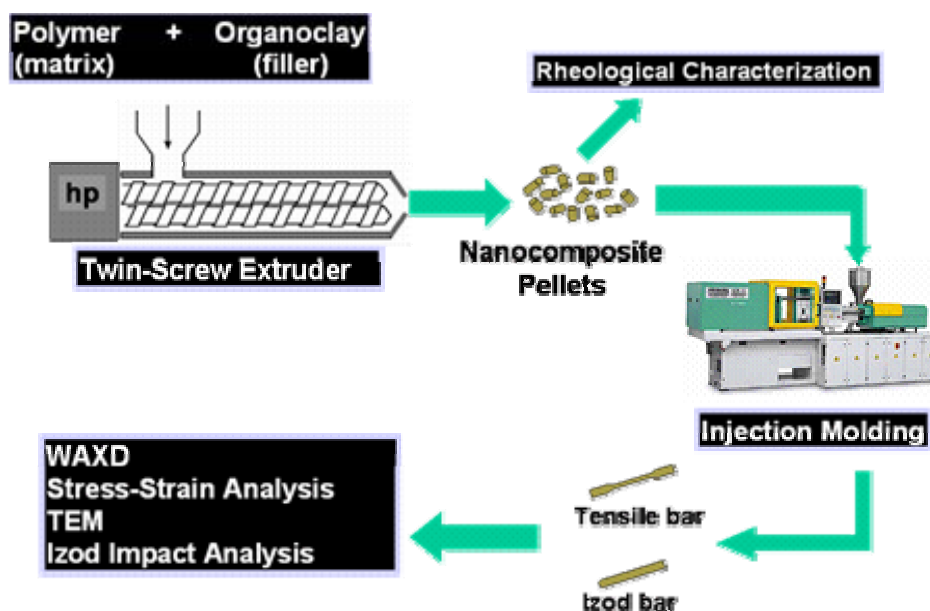 Polymer + Organoclay
(matrix) (filler)
Rheological Characterization
hp
Twin-Screw Extruder
Nanocomposite
Pellets
Injection Molding
WAXD
Stress-Strain Analysis
TEM
Izod Impact Analysis
Tensile bar
Izod bar